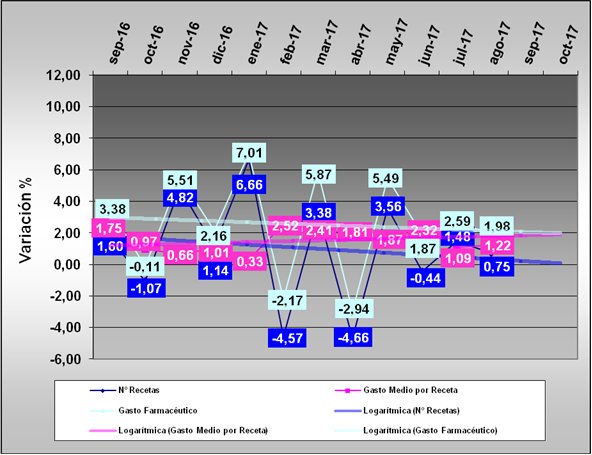 sep-16 oct-16 nov-16 dic-16 ene-17 feb-17 mar-17 abr-17 may-17 jun-17 jul-17 ago-17 sep-17 oct-17
Variación %
12,00
10,00
8,00
6,00
4,00
2,00
0,00
-2,00
-4,00
-6,00
3,38 -0,11 5,51 2,16 7,01 -2,17 5,87 -2,94 5,49 1,87 2,59 1,98
1,75 0,97 0,66 1,01 0,33 2,52 2,41 1,81 1,87 2,32 1,09 1,22
1,60 -1,07 4,82 1,14 6,66 -4,57 3,38 -4,66 3,56 -0,44 1,48 0,75
Nº Recetas
Gasto Medio por Receta
Gasto Farmacéutico
Logarítmica (Nº Recetas)
Logarítmica (Gasto Medio por Receta)
Logarítmica (Gasto Farmacéutico)